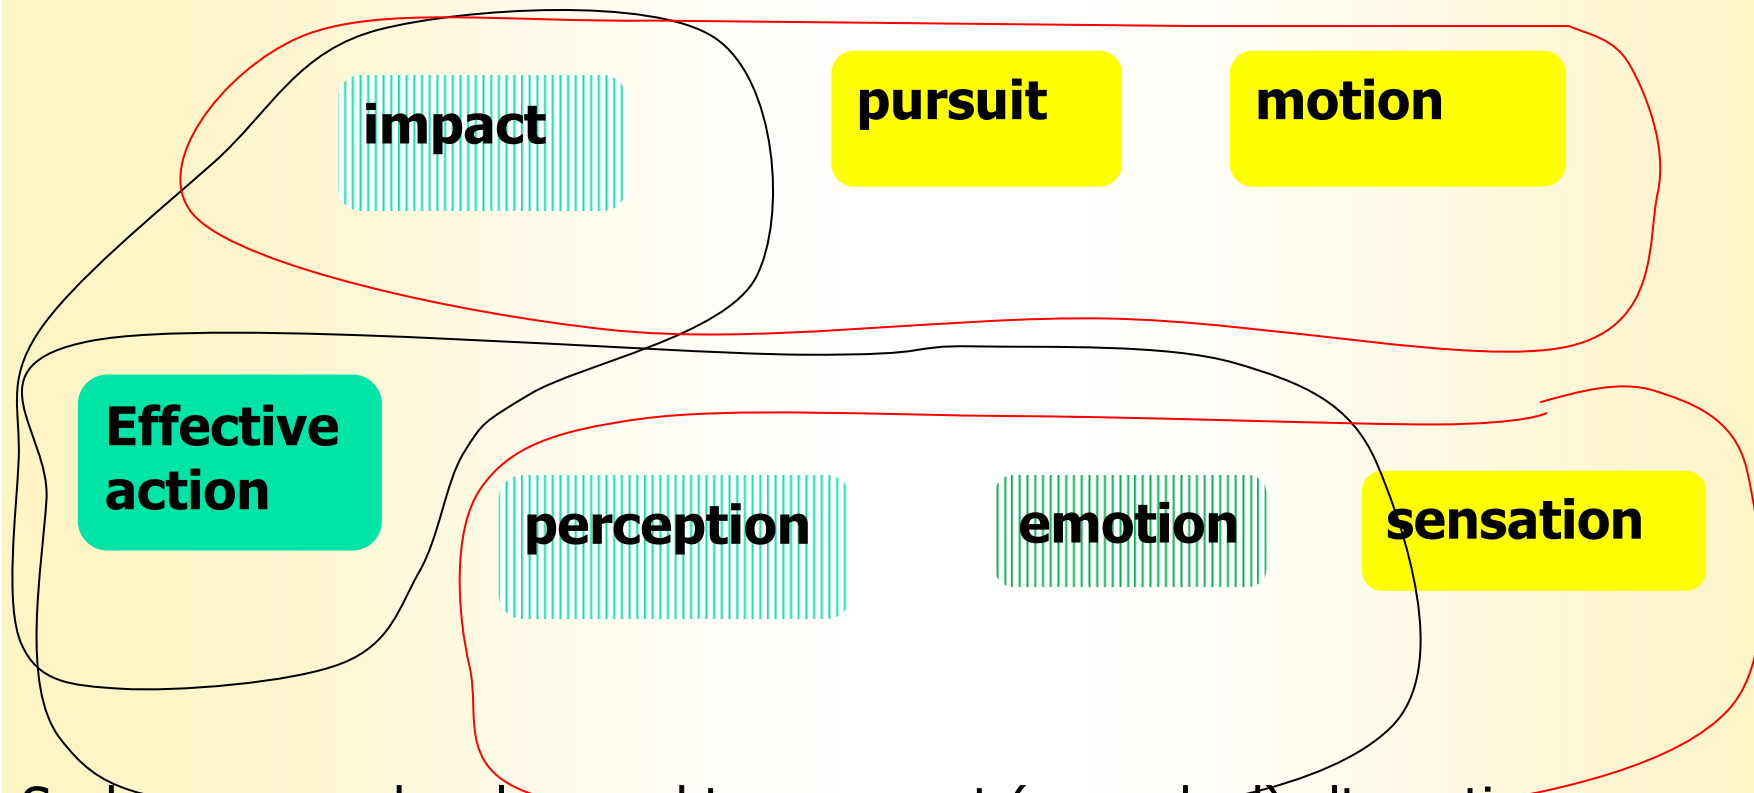 impact
pursuit
motion
Effective
action
perception
emotion
sensation